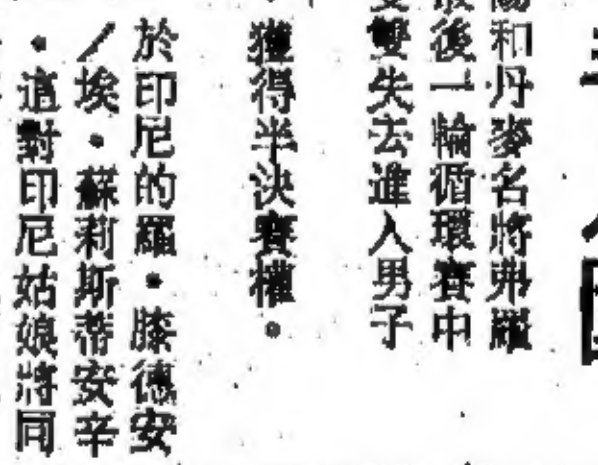 和丹麥名將弗羅
最後一輪循環賽中
雙雙失去進入男子
獲得半決賽權。
於印尼的羅·膝德安
／埃·蘇莉斯蒂安辛
·這對印尼姑娘將同